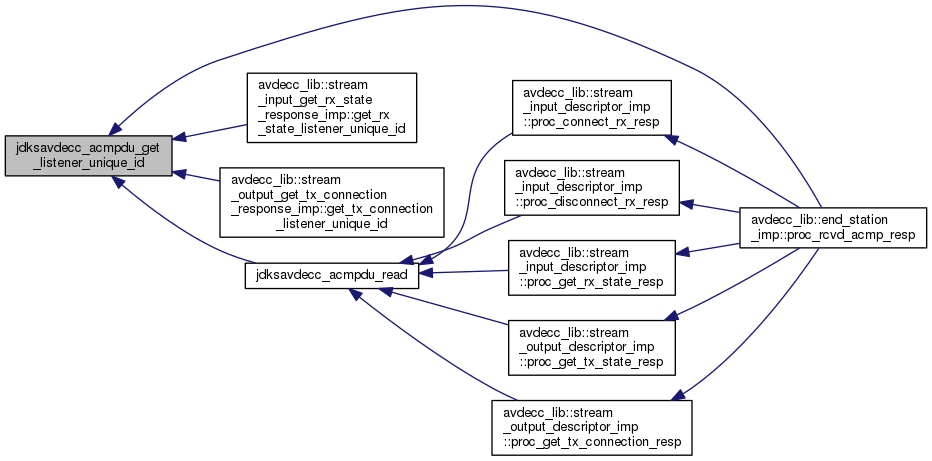 jdksavdecc_acmpdu_get
_listener_unique_id
avdecc_lib::stream
_input_get_rx_state
_response_imp::get_rx
_state_listener_unique_id
avdecc_lib::stream
_output_get_tx_connection
_response_imp::get_tx_connection
_listener_unique_id
jdksavdecc_acmpdu_read
avdecc_lib::stream
_input_descriptor_imp
::proc_connect_rx_resp
avdecc_lib::stream
_input_descriptor_imp
::proc_disconnect_rx_resp
avdecc_lib::stream
_input_descriptor_imp
::proc_get_rx_state_resp
avdecc_lib::stream
_output_descriptor_imp
::proc_get_tx_state_resp
avdecc_lib::stream
_output_descriptor_imp
::proc_get_tx_connection_resp
avdecc_lib::end_station
_imp::proc_rcvd_acmp_resp